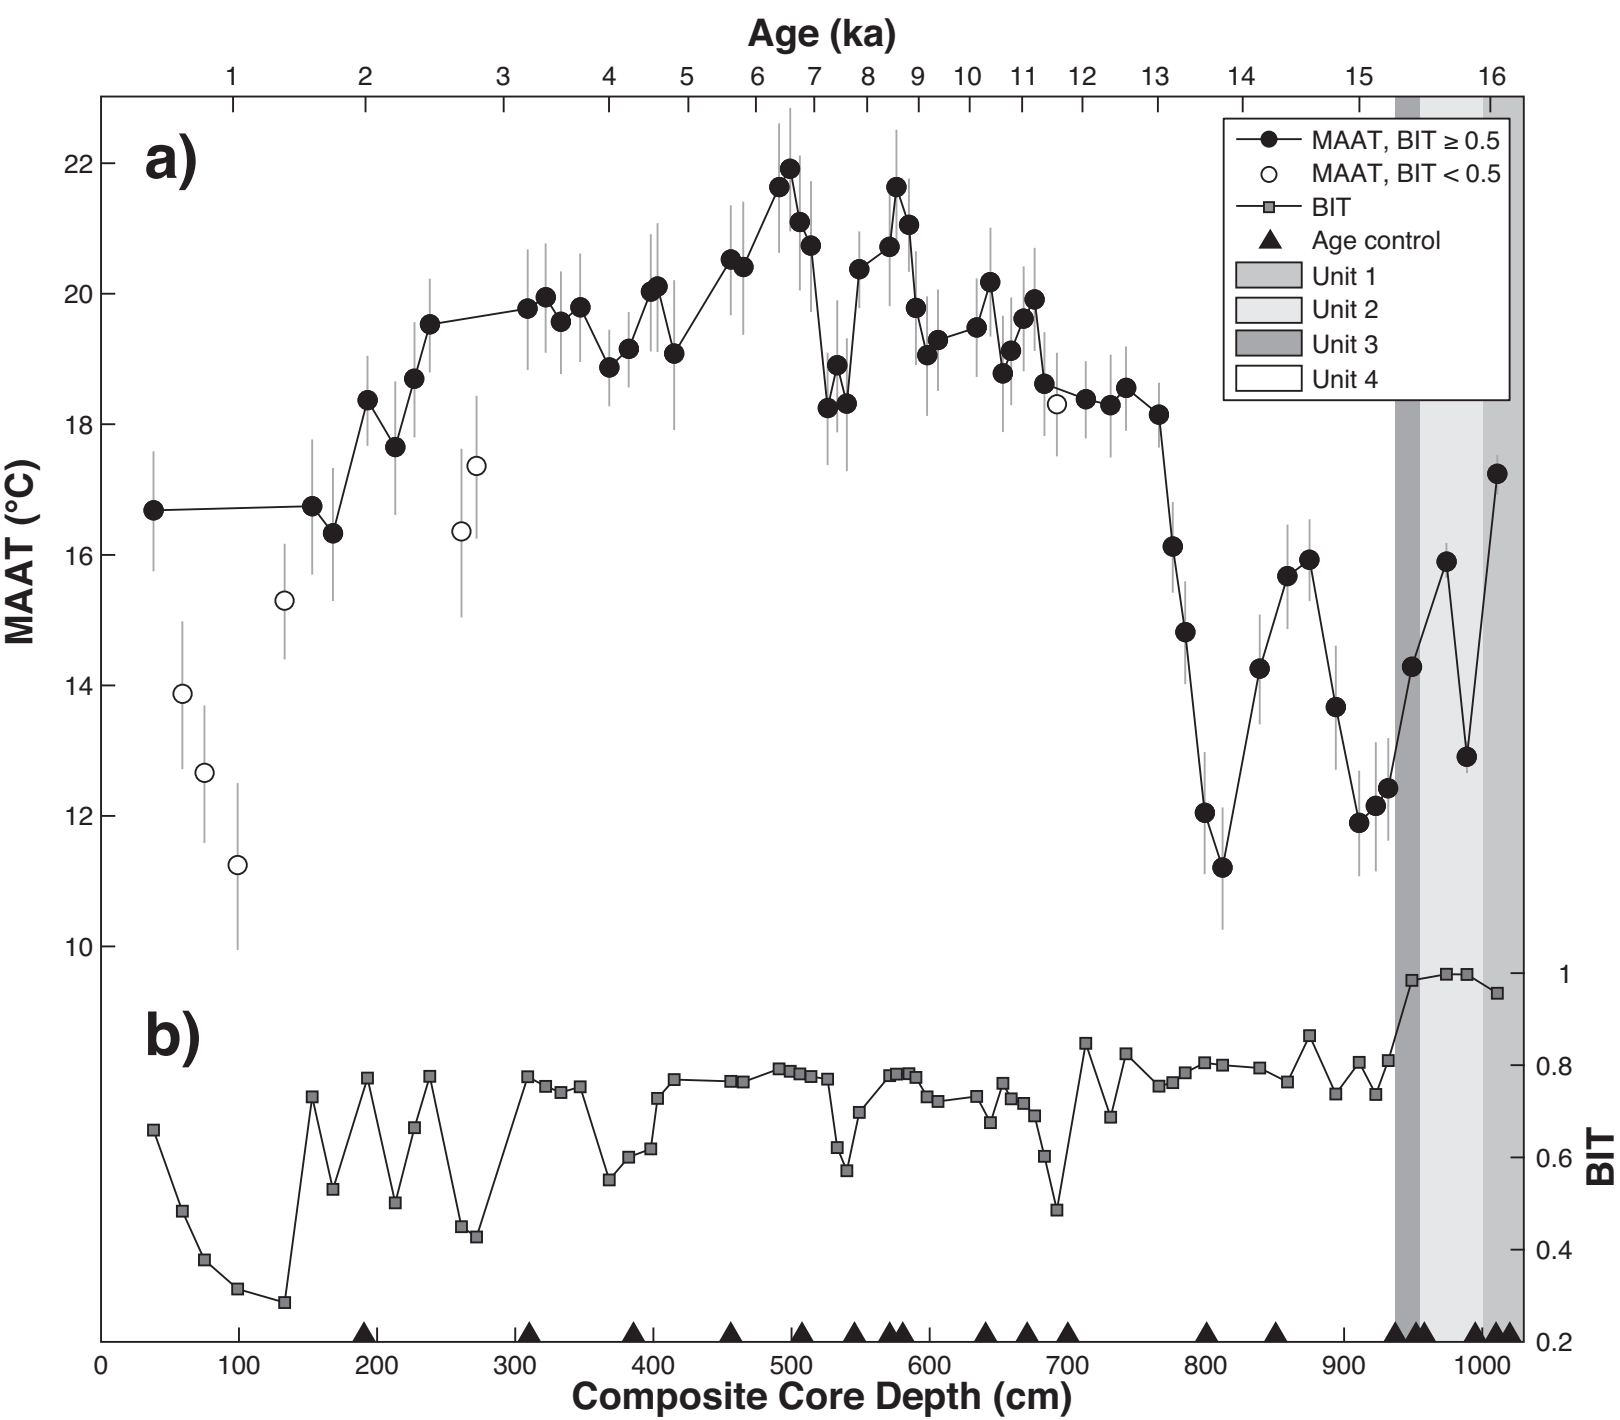 Age (ka)
1 2 3 4 5 6 7 8 9 10 11 12 13 14 15 16
a)
MAAT, BIT ≥ 0.5
MAAT, BIT < 0.5
BIT
Age control
Unit 1
Unit 2
Unit 3
Unit 4
22
20
18
16
14
12
10
MAAT (°C)
b)
1
0.8
0.6
0.4
0.2
BIT
0 100 200 300 400 500 600 700 800 900 1000
Composite Core Depth (cm)